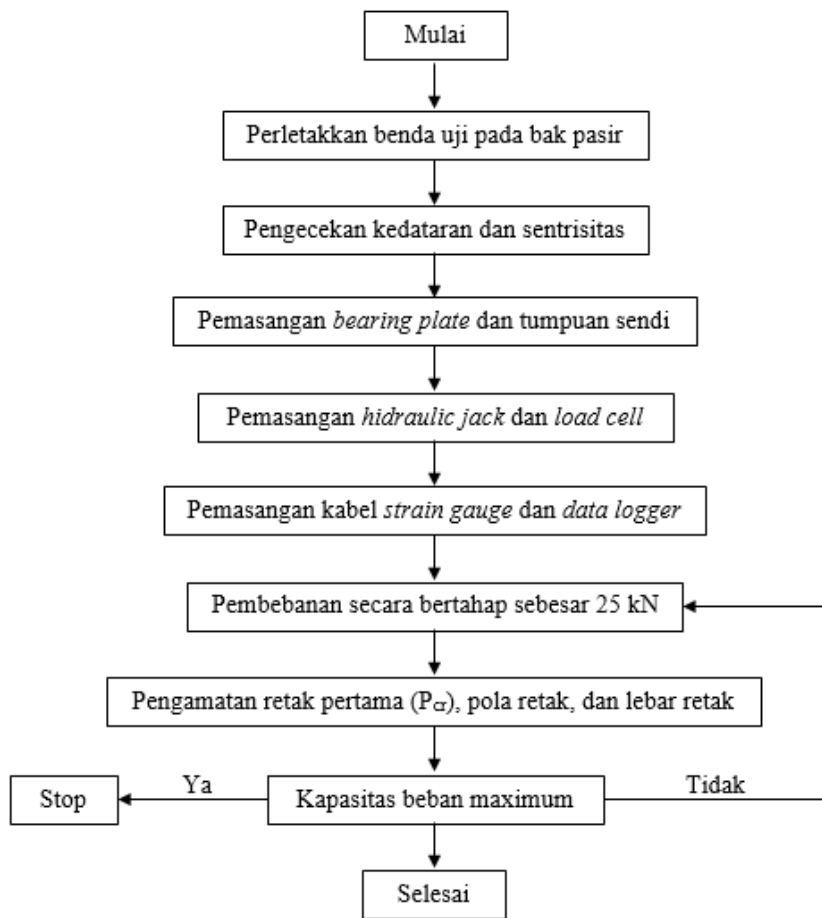 Mulai
Perletakkan benda uji pada bak pasir
Pengecekan kedataran dan sentrisitas
Pemasangan bearing plate dan tumpuan sendi
Pemasangan hidraulic jack dan load cell
Pemasangan kabel strain gauge dan data logger
Pembebanan secara bertahap sebesar 25 kN
Pengamatan retak pertama (Pcr), pola retak, dan lebar retak
Stop
Ya
Kapasitas beban maximum
Tidak
Selesai